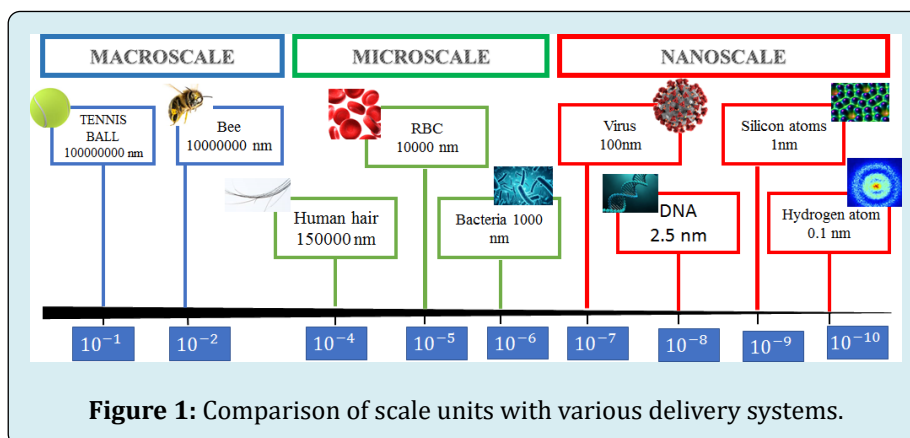 MACROSCALE
MICROSCALE
NANOSCALE
TENNIS
BALL
100000000 nm
Bee
10000000 nm
RBC
10000 nm
Virus
100nm
Silicon atoms
1nm
Human hair
150000 nm
Bacteria 1000
nm
DNA
2.5 nm
Hydrogen atom
0.1 nm
10⁻¹
10⁻²
10⁻⁴
10⁻⁵
10⁻⁶
10⁻⁷
10⁻⁸
10⁻⁹
10⁻¹⁰
Figure 1: Comparison of scale units with various delivery systems.